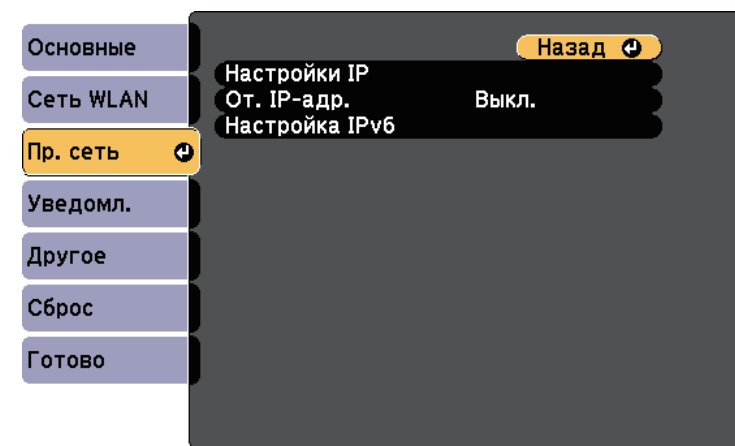 Основные
Сеть WLAN
Пр. сеть
Уведомл.
Другое
Сброс
Готово
Назад
Настройки IP
От. IP-адр. Выкл.
Настройка IPv6